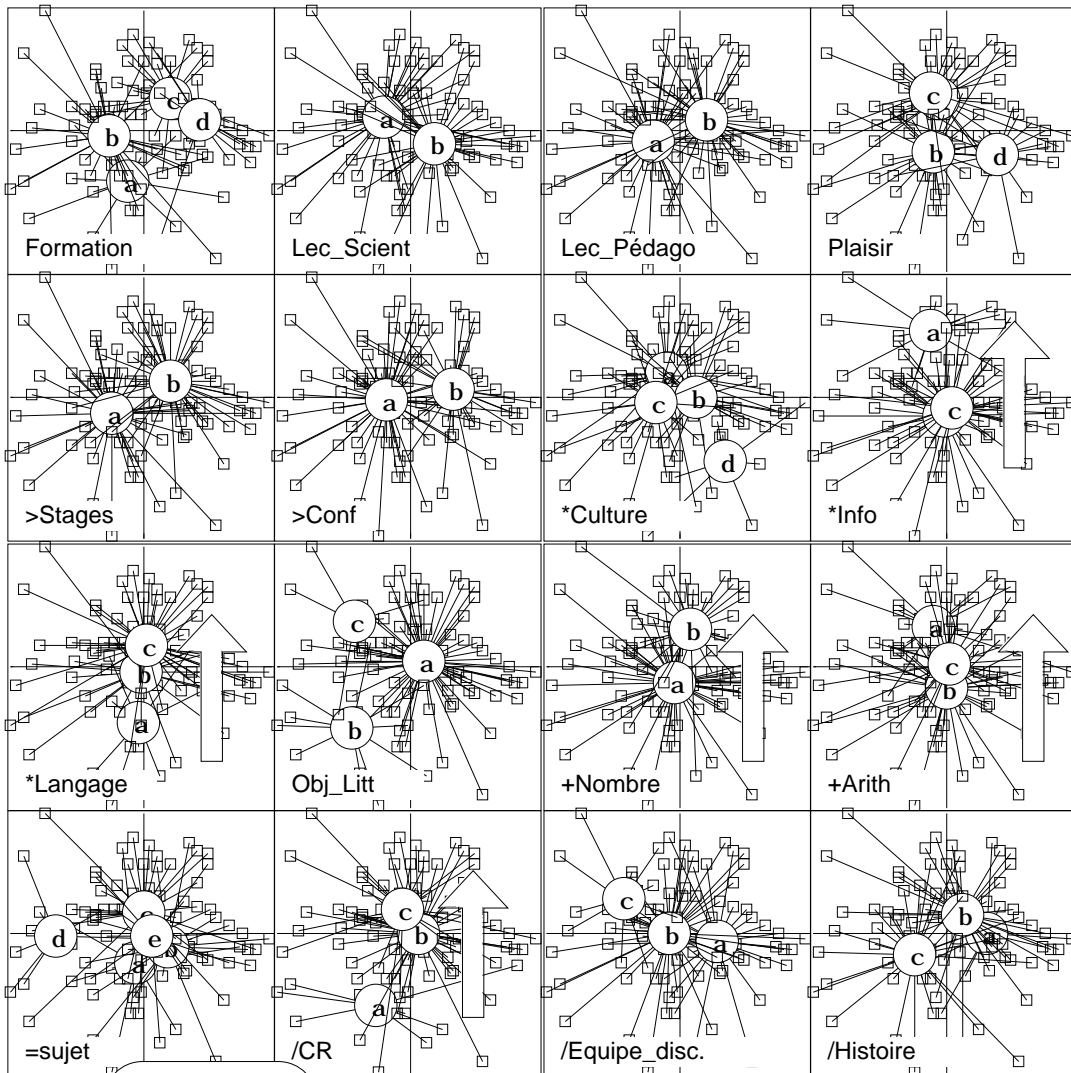 c
d
b
a
Formation
a
b
Lec_Scient
b
a
Lec_Pédago
c
b
d
Plaisir
b
a
>Stages
b
a
>Conf
a
b
c
d
*Culture
a
c
*Info
c
b
a
*Langage
c
a
b
Obj_Litt
b
a
+Nombre
a
c
b
+Arith
d
e
a
=sujet
c
b
a
/CR
c
b
a
/Equipe_disc.
b
a
c
/Histoire